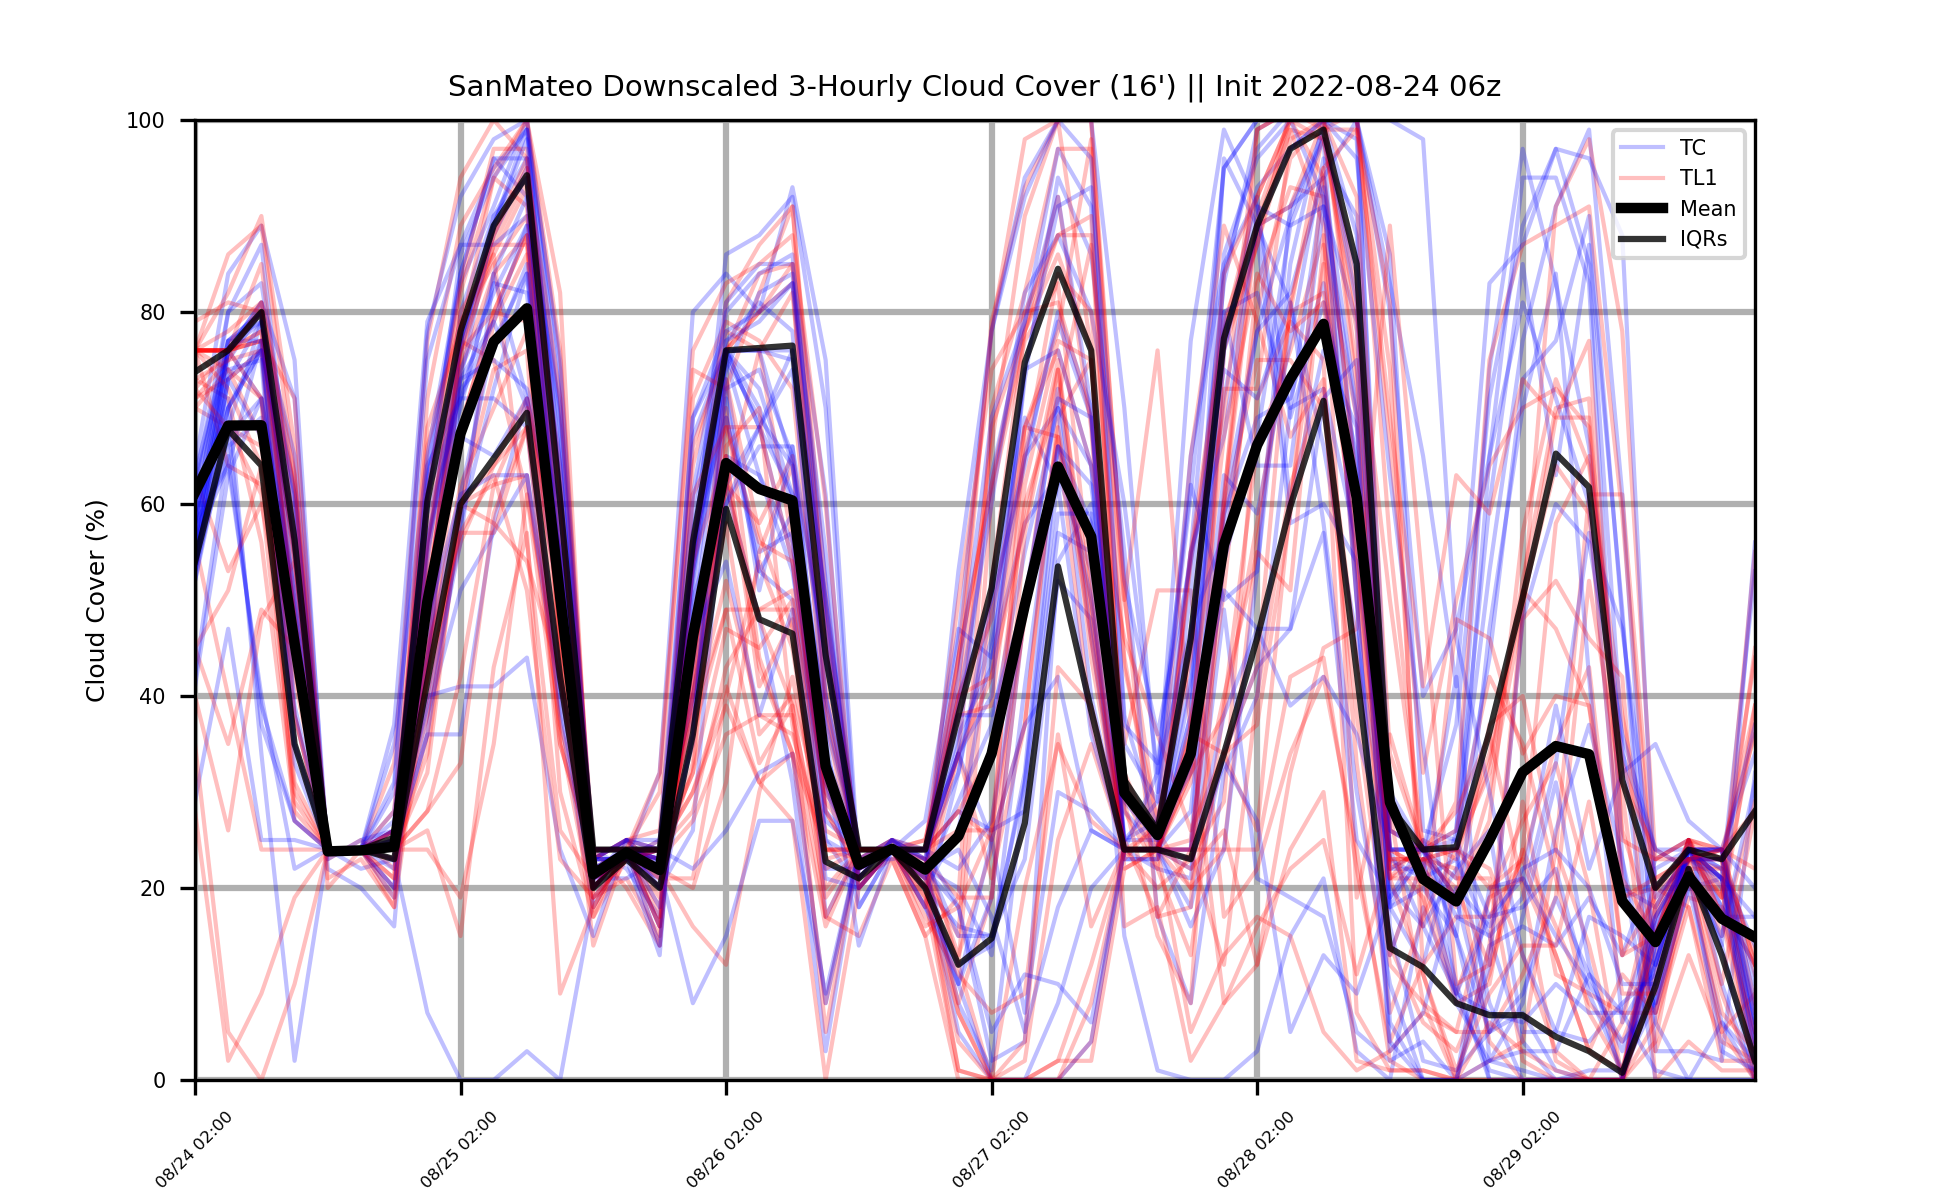 SanMateo Downscaled 3-Hourly Cloud Cover (16') || Init 2022-08-24 06z
100
80
60
40
20
0
Cloud Cover (%)
TC
TL1
Mean
IQRs
08/24 02:00
08/25 02:00
08/26 02:00
08/27 02:00
08/28 02:00
08/29 02:00